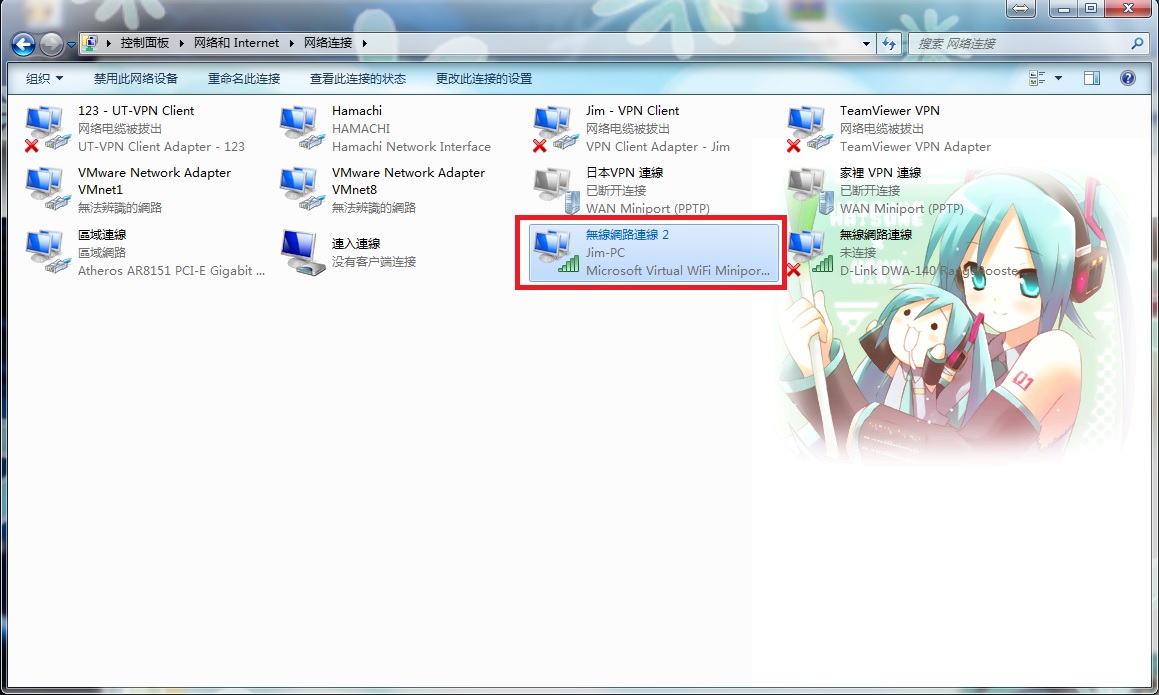 控制面板 ▸ 网络和 Internet ▸ 网络连接 ▸
搜索 网络连接
组织 禁用此网络设备 重命名此连接 查看此连接的状态 更改此连接的设置
123 - UT-VPN Client
网络电缆被拔出
UT-VPN Client Adapter - 123
Hamachi
HAMACHI
Hamachi Network Interface
Jim - VPN Client
网络电缆被拔出
VPN Client Adapter - Jim
TeamViewer VPN
网络电缆被拔出
TeamViewer VPN Adapter
VMware Network Adapter
VMnet1
無法辨識的網路
VMware Network Adapter
VMnet8
無法辨識的網路
日本VPN 連線
已断开连接
WAN Miniport (PPTP)
家裡 VPN 連線
已断开连接
WAN Miniport (PPTP)
區域連線
區域網路
Atheros AR8151 PCI-E Gigabit ...
連入連線
没有客户端连接
無線網路連線 2
Jim-PC
Microsoft Virtual WiFi Minipor...
無線網路連線
未连接
D-Link DWA-140 RangeBooste...
HATSUNE
MIKU
01